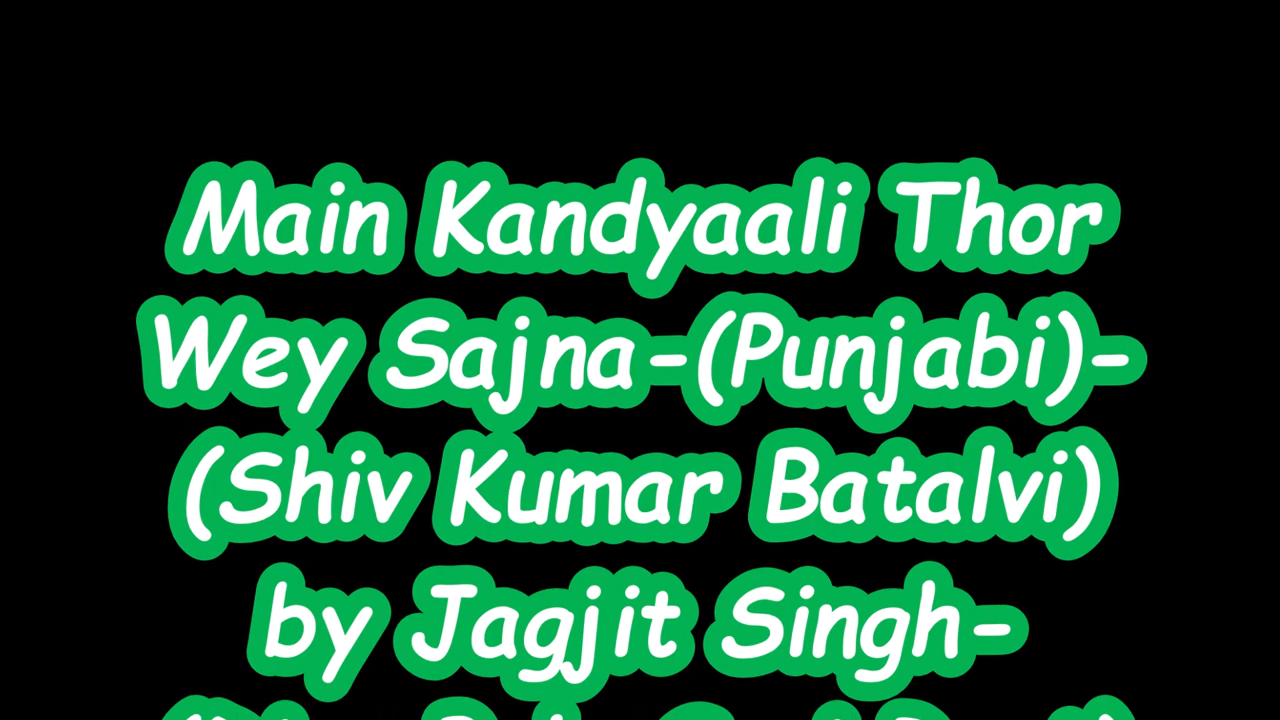 Main Kandyaali Thor
Wey Sajna-(Punjabi)-
(Shiv Kumar Batalvi)
by Jagjit Singh-